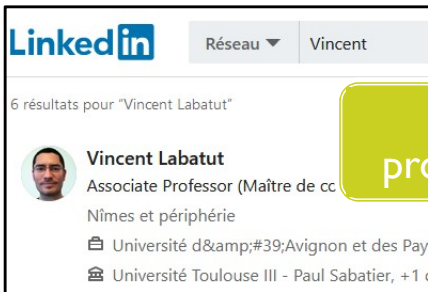 Linked in Réseau Vincent
6 résultats pour "Vincent Labatut"
pro
Vincent Labatut
Associate Professor (Maître de
Nîmes et périphérie
Université d&amp;#39;Avignon et des Pay
Université Toulouse III - Paul Sabatier, +1